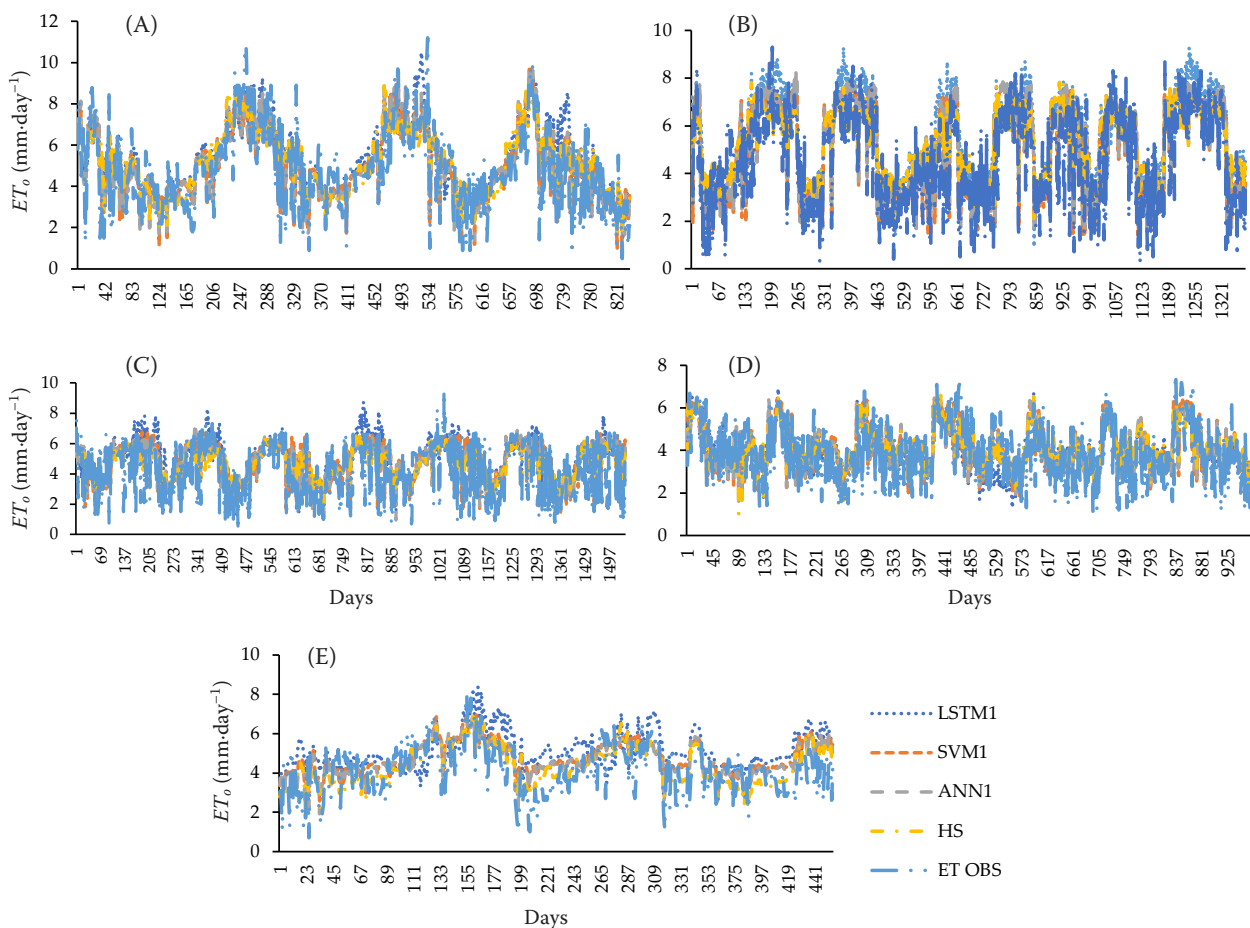 (A)
ETo (mm·day−1)
12
10
8
6
4
2
0
1 42 83 124 165 206 247 288 329 370 411 452 493 534 575 616 657 698 739 780 821
(B)
10
8
6
4
2
0
1 67 133 199 265 331 397 463 529 595 661 727 793 859 925 991 1057 1123 1189 1255 1321
(C)
ETo (mm·day−1)
10
8
6
4
2
0
1 69 137 205 273 341 409 477 545 613 681 749 817 885 953 1021 1089 1157 1225 1293 1361 1429 1497
Days
(D)
8
6
4
2
0
1 45 89 133 177 221 265 309 353 397 441 485 529 573 617 661 705 749 793 837 881 925
Days
(E)
ETo (mm·day−1)
10
8
6
4
2
0
1 23 45 67 89 111 133 155 177 199 221 243 265 287 309 331 353 375 397 419 441
Days
LSTM1
SVM1
ANN1
HS
ET OBS